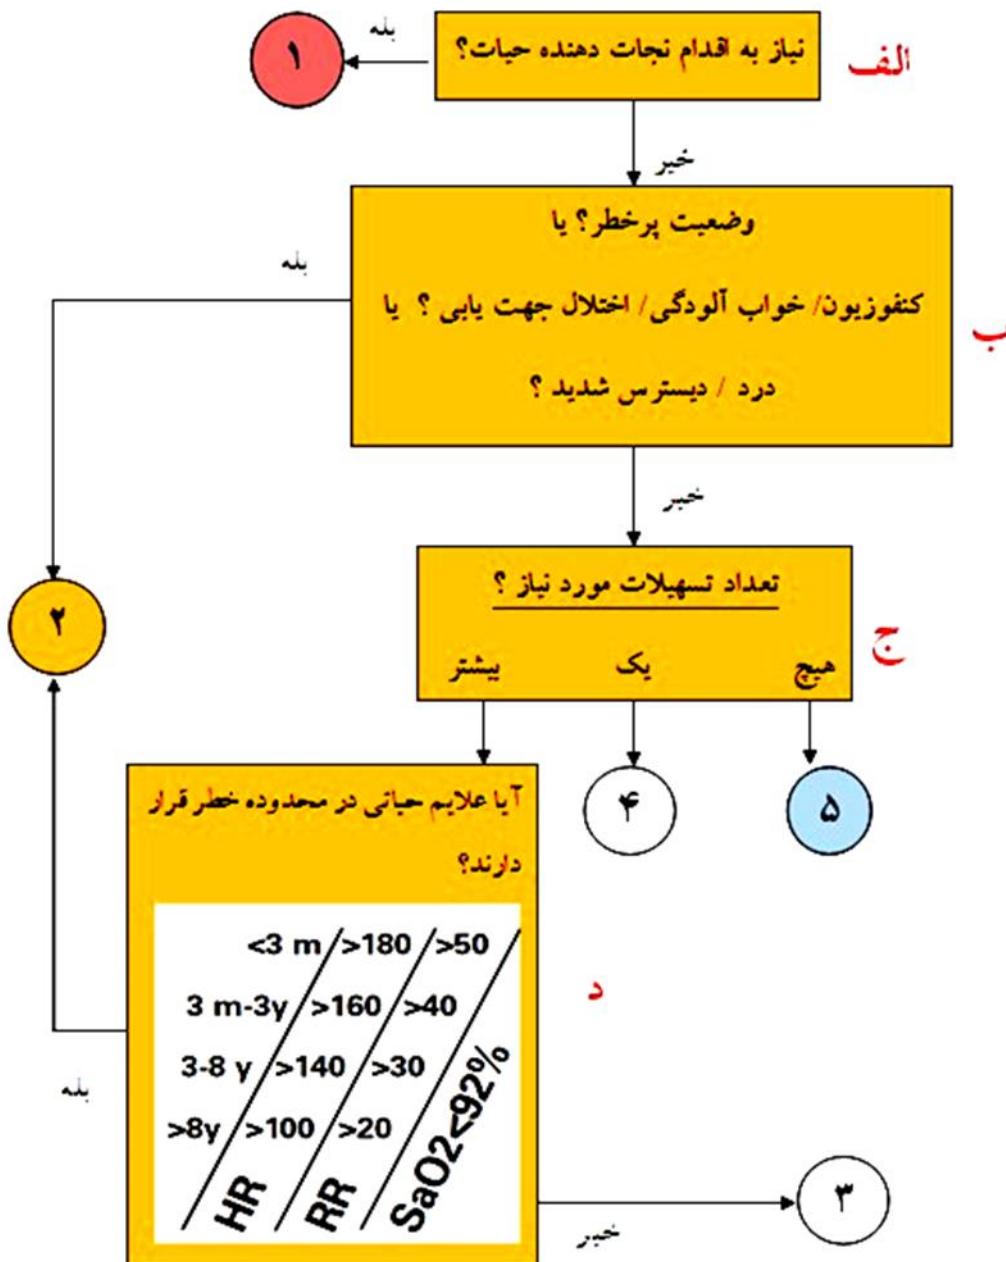 نیاز به اقدام نجات دهنده حیات؟
الف
بله
۱
خیر
وضعیت پرخطر؟ یا
کنفوزیون/ خواب آلودگی/ اختلال جهت یابی ؟ یا
درد / دیسترس شدید ؟
ب
بله
۲
خیر
تعداد تسهیلات مورد نیاز ؟
هیچ یک بیشتر
ج
۵
۴
آیا علایم حیاتی در محدوده خطر قرار
دارند؟
<3 m >180 >50
3 m-3y >160 >40
3-8 y >140 >30
>8y >100 >20
HR RR SaO2<92%
د
بله
خیر
۳